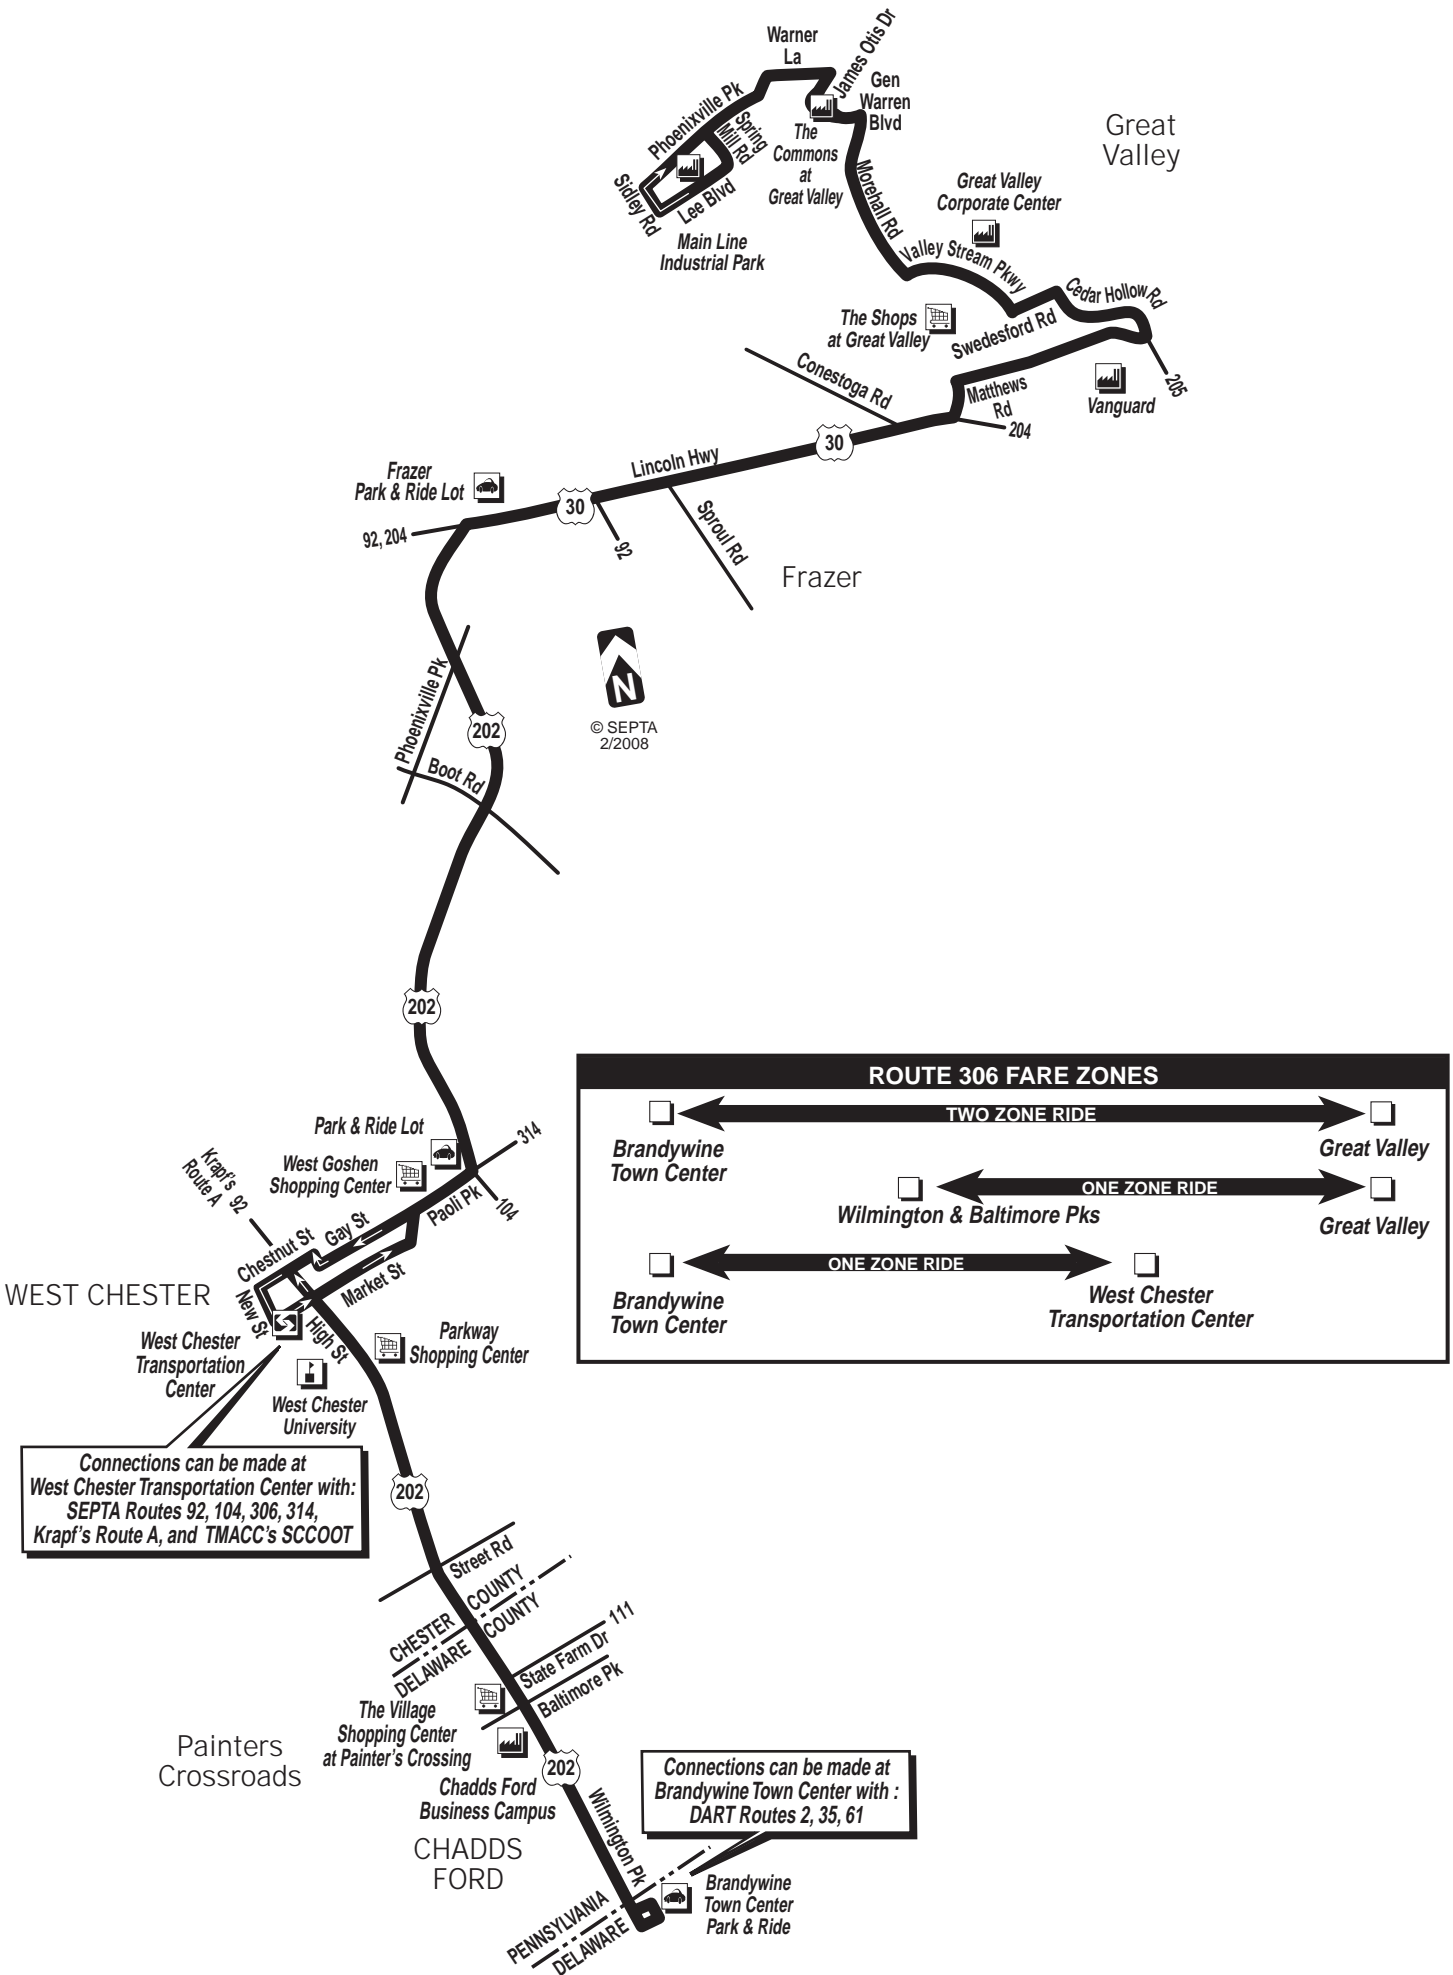 Warner
La
James Otis Dr
Gen
Warren
Blvd
Great
Valley
Phoenixville Pk
Spring
Mill Rd
The
Commons
at
Great Valley
Sidley Rd
Lee Blvd
Main Line
Industrial Park
Morehall Rd
Great Valley
Corporate Center
Valley Stream Pkwy
Cedar Hollow Rd
The Shops
at Great Valley
Swedesford Rd
205
Vanguard
Conestoga Rd
Matthews
Rd
204
30
Lincoln Hwy
Frazer
Park & Ride Lot
30
92, 204
92
Sproul Rd
Frazer
N
© SEPTA
2/2008
Phoenixville Pk
202
Boot Rd
202
Park & Ride Lot
314
West Goshen
Shopping Center
Krapf's
Route A
92
Paoli Pk
104
Gay St
Chestnut St
Market St
WEST CHESTER
New St
High St
West Chester
Transportation
Center
Parkway
Shopping Center
West Chester
University
Connections can be made at
West Chester Transportation Center with:
SEPTA Routes 92, 104, 306, 314,
Krapf's Route A, and TMACC's SCCOOT
202
ROUTE 306 FARE ZONES
TWO ZONE RIDE
Brandywine
Town Center
Great Valley
ONE ZONE RIDE
Wilmington & Baltimore Pks
Great Valley
ONE ZONE RIDE
Brandywine
Town Center
West Chester
Transportation Center
Street Rd
CHESTER COUNTY
DELAWARE COUNTY
111
State Farm Dr
Baltimore Pk
The Village
Shopping Center
at Painter's Crossing
Painters
Crossroads
Chadds Ford
Business Campus
202
Wilmington Pk
Connections can be made at
Brandywine Town Center with :
DART Routes 2, 35, 61
CHADDS
FORD
Brandywine
Town Center
Park & Ride
PENNSYLVANIA
DELAWARE